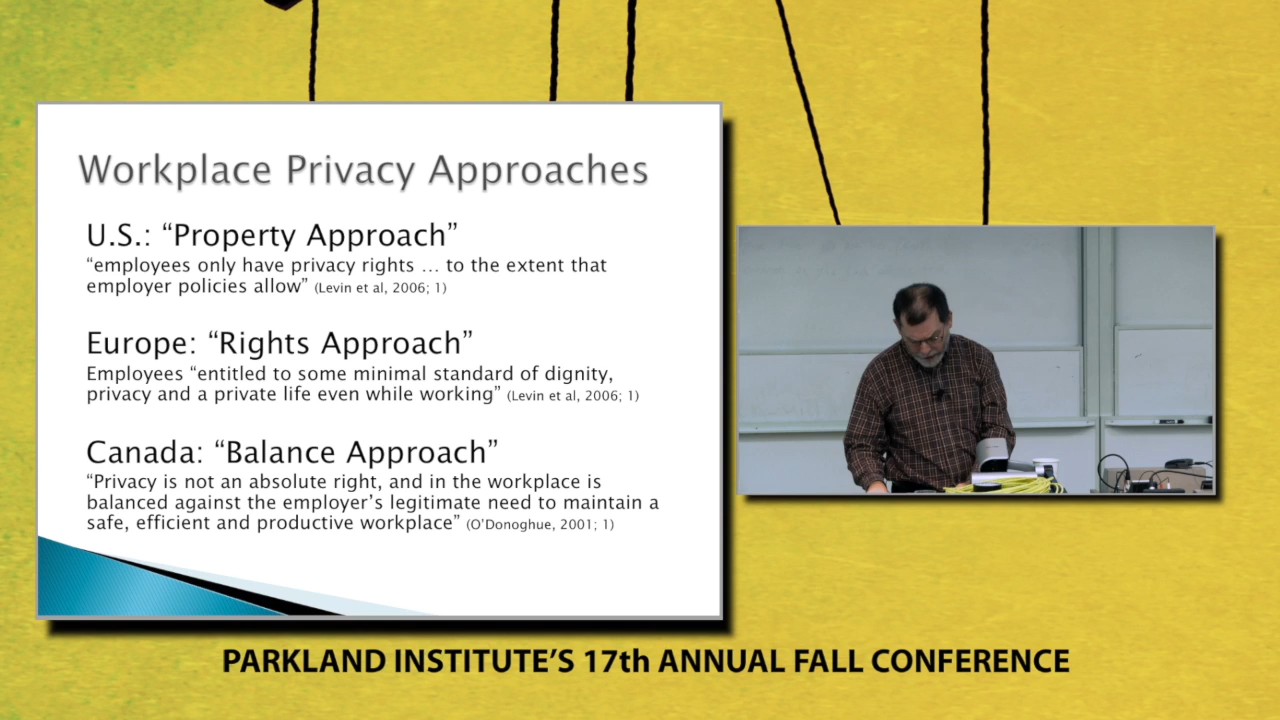 Workplace Privacy Approaches
U.S.: “Property Approach”
“employees only have privacy rights … to the extent that
employer policies allow” (Levin et al, 2006; 1)
Europe: “Rights Approach”
Employees “entitled to some minimal standard of dignity,
privacy and a private life even while working” (Levin et al, 2006; 1)
Canada: “Balance Approach”
“Privacy is not an absolute right, and in the workplace is
balanced against the employer’s legitimate need to maintain a
safe, efficient and productive workplace” (O’Donoghue, 2001; 1)
PARKLAND INSTITUTE’S 17th ANNUAL FALL CONFERENCE